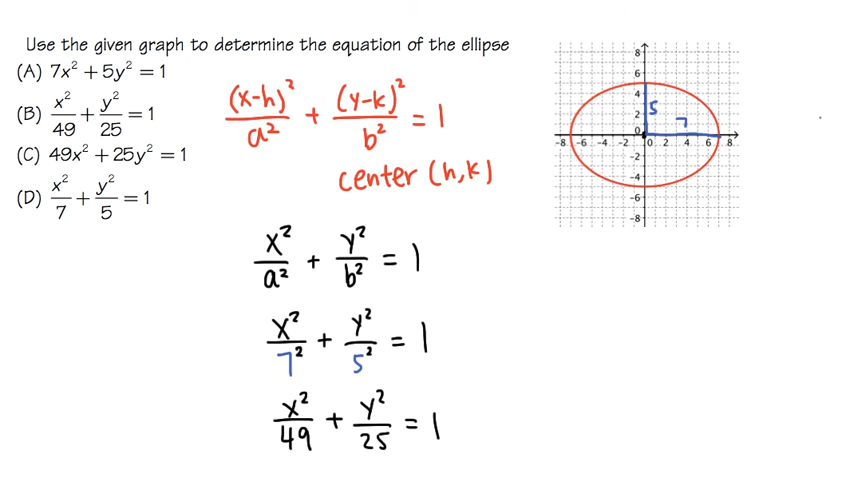 Use the given graph to determine the equation of the ellipse
(A) 7x² + 5y² = 1
(B) x²/49 + y²/25 = 1
(C) 49x² + 25y² = 1
(D) x²/7 + y²/5 = 1
(x-h)²/a² + (y-k)²/b² = 1
center (h,k)
x²/a² + y²/b² = 1
x²/7² + y²/5² = 1
x²/49 + y²/25 = 1
8
6
4
2
0
-8 -6 -4 -2 0 2 4 6 8
-2
-4
-6
-8
5
7